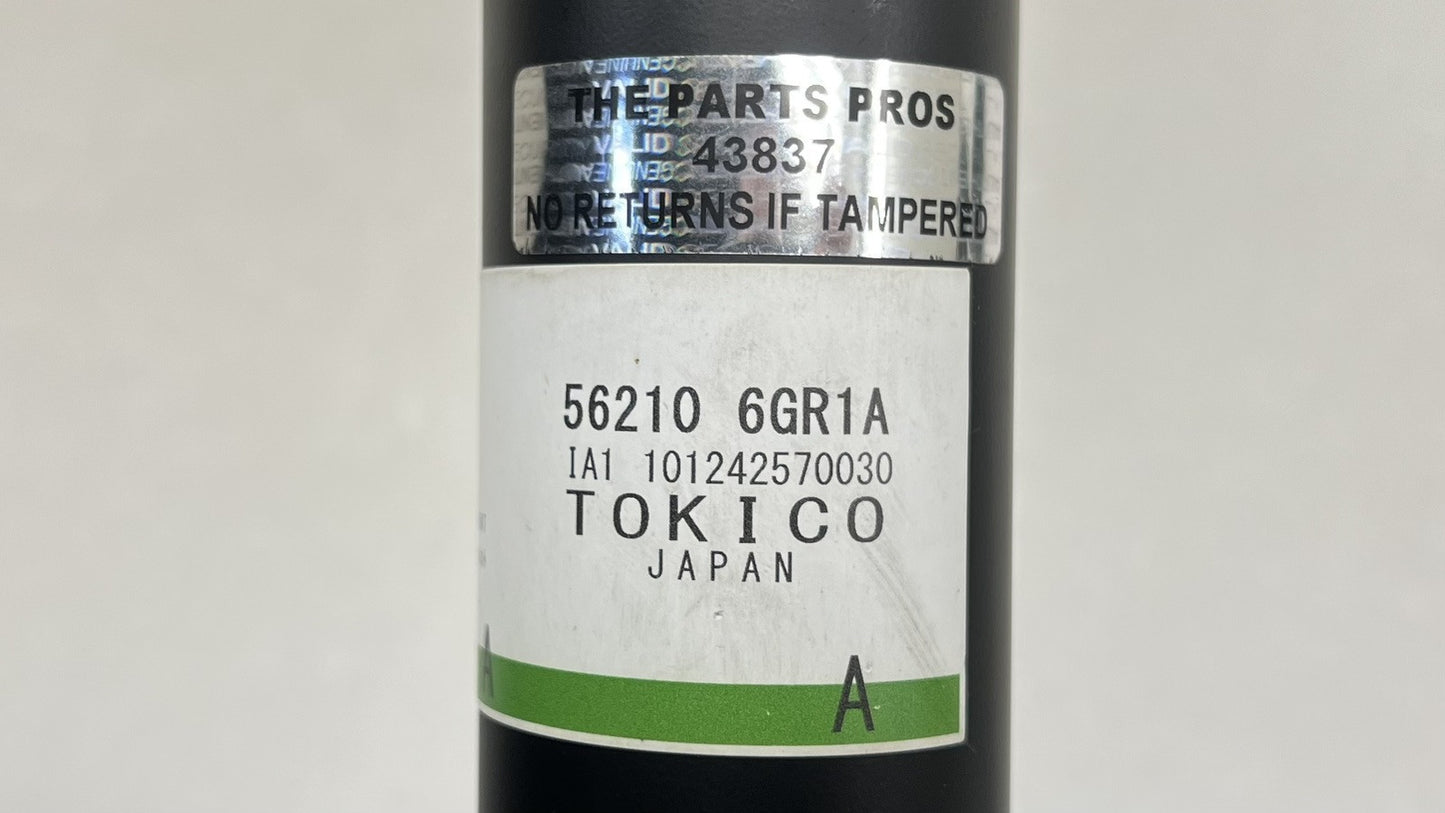 THE PARTS PROS
43837
NO RETURNS IF TAMPERED
56210 6GR1A
IA1 101242570030
TOKICO
JAPAN
A
A